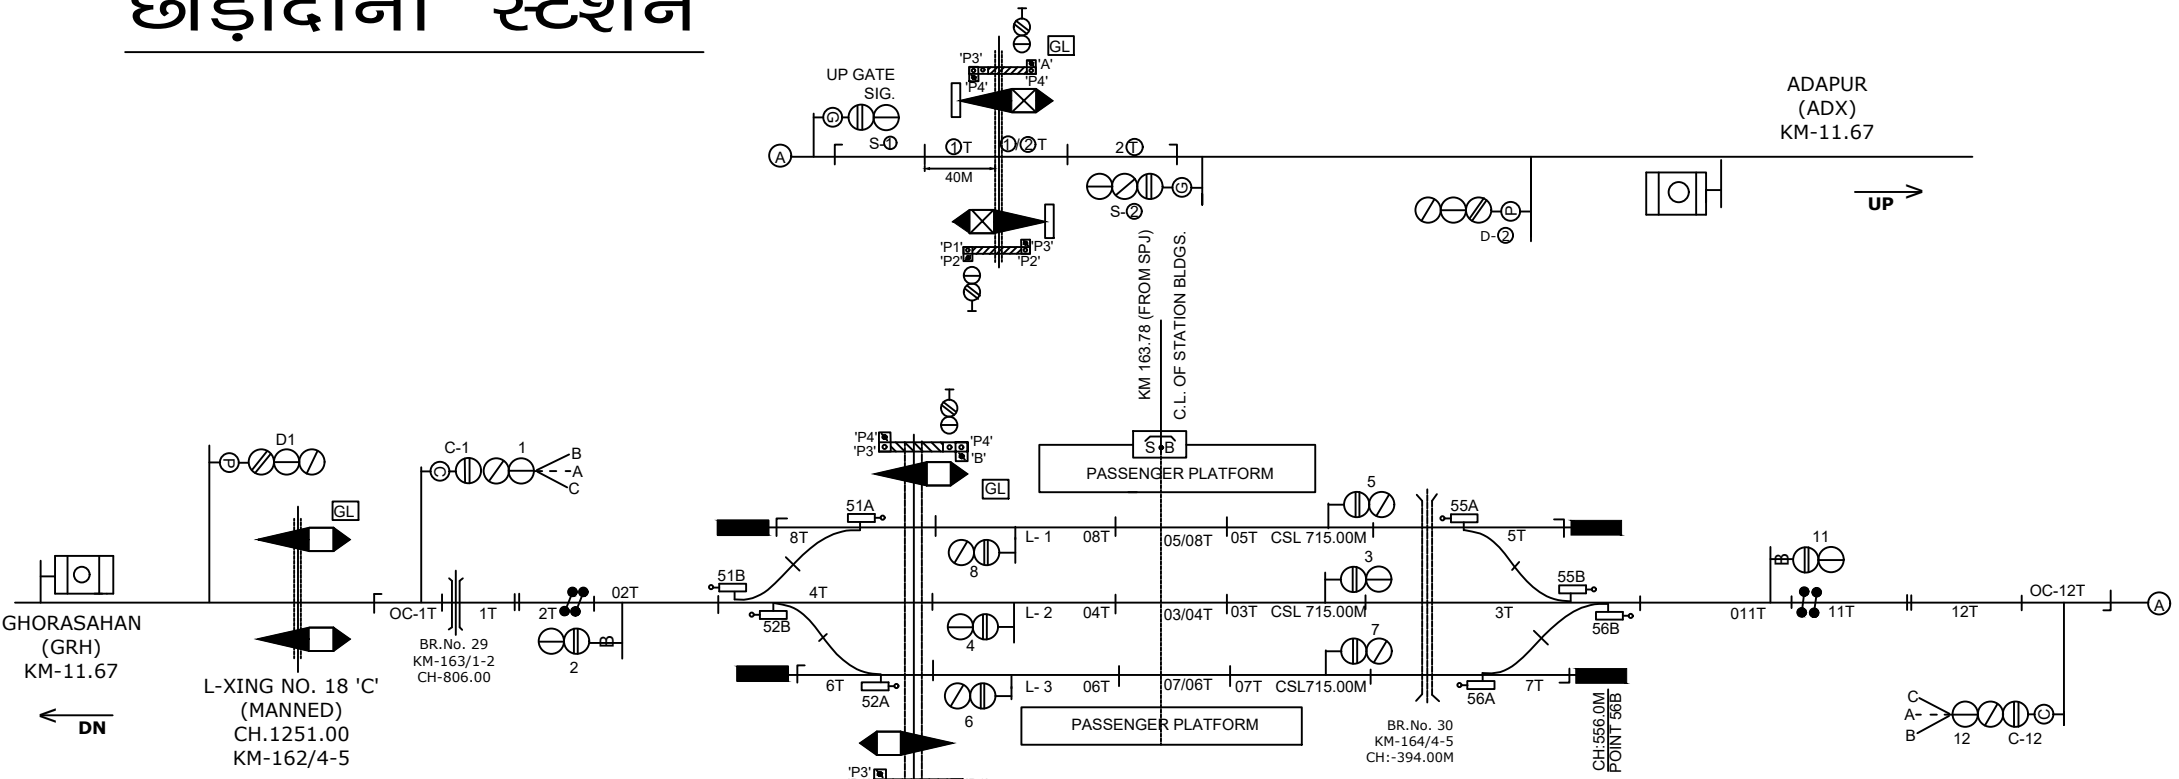 छौड़ादानो स्टेशन
UP GATE
SIG.
G
S-1
A
1T
1/2T
2T
40M
'P3'
'A'
'P4'
'P4'
GL
'P1'
'P3'
'P2'
'P2'
G
S-2
P
D-2
ADAPUR
(ADX)
KM-11.67
UP
KM 163.78 (FROM SPJ)
C.L. OF STATION BLDGS.
GHORASAHAN
(GRH)
KM-11.67
DN
D1
P
GL
L-XING NO. 18 'C'
(MANNED)
CH.1251.00
KM-162/4-5
C-1
1
C
B
A
C
OC-1T
1T
2T
02T
BR.No. 29
KM-163/1-2
CH-806.00
B
2
'P4'
'P3'
'P4'
'B'
GL
S B
PASSENGER PLATFORM
51A
8T
L- 1
08T
05/08T
05T
CSL 715.00M
5
55A
5T
8
51B
4T
L- 2
04T
03/04T
03T
CSL 715.00M
3
3T
55B
52B
4
7
56B
6T
52A
L- 3
06T
07/06T
07T
CSL715.00M
56A
7T
6
PASSENGER PLATFORM
'P3'
BR.No. 30
KM-164/4-5
CH:-394.00M
CH:556.0M
POINT 56B
11
B
011T
11T
12T
OC-12T
A
C
A
B
12
C-12
C